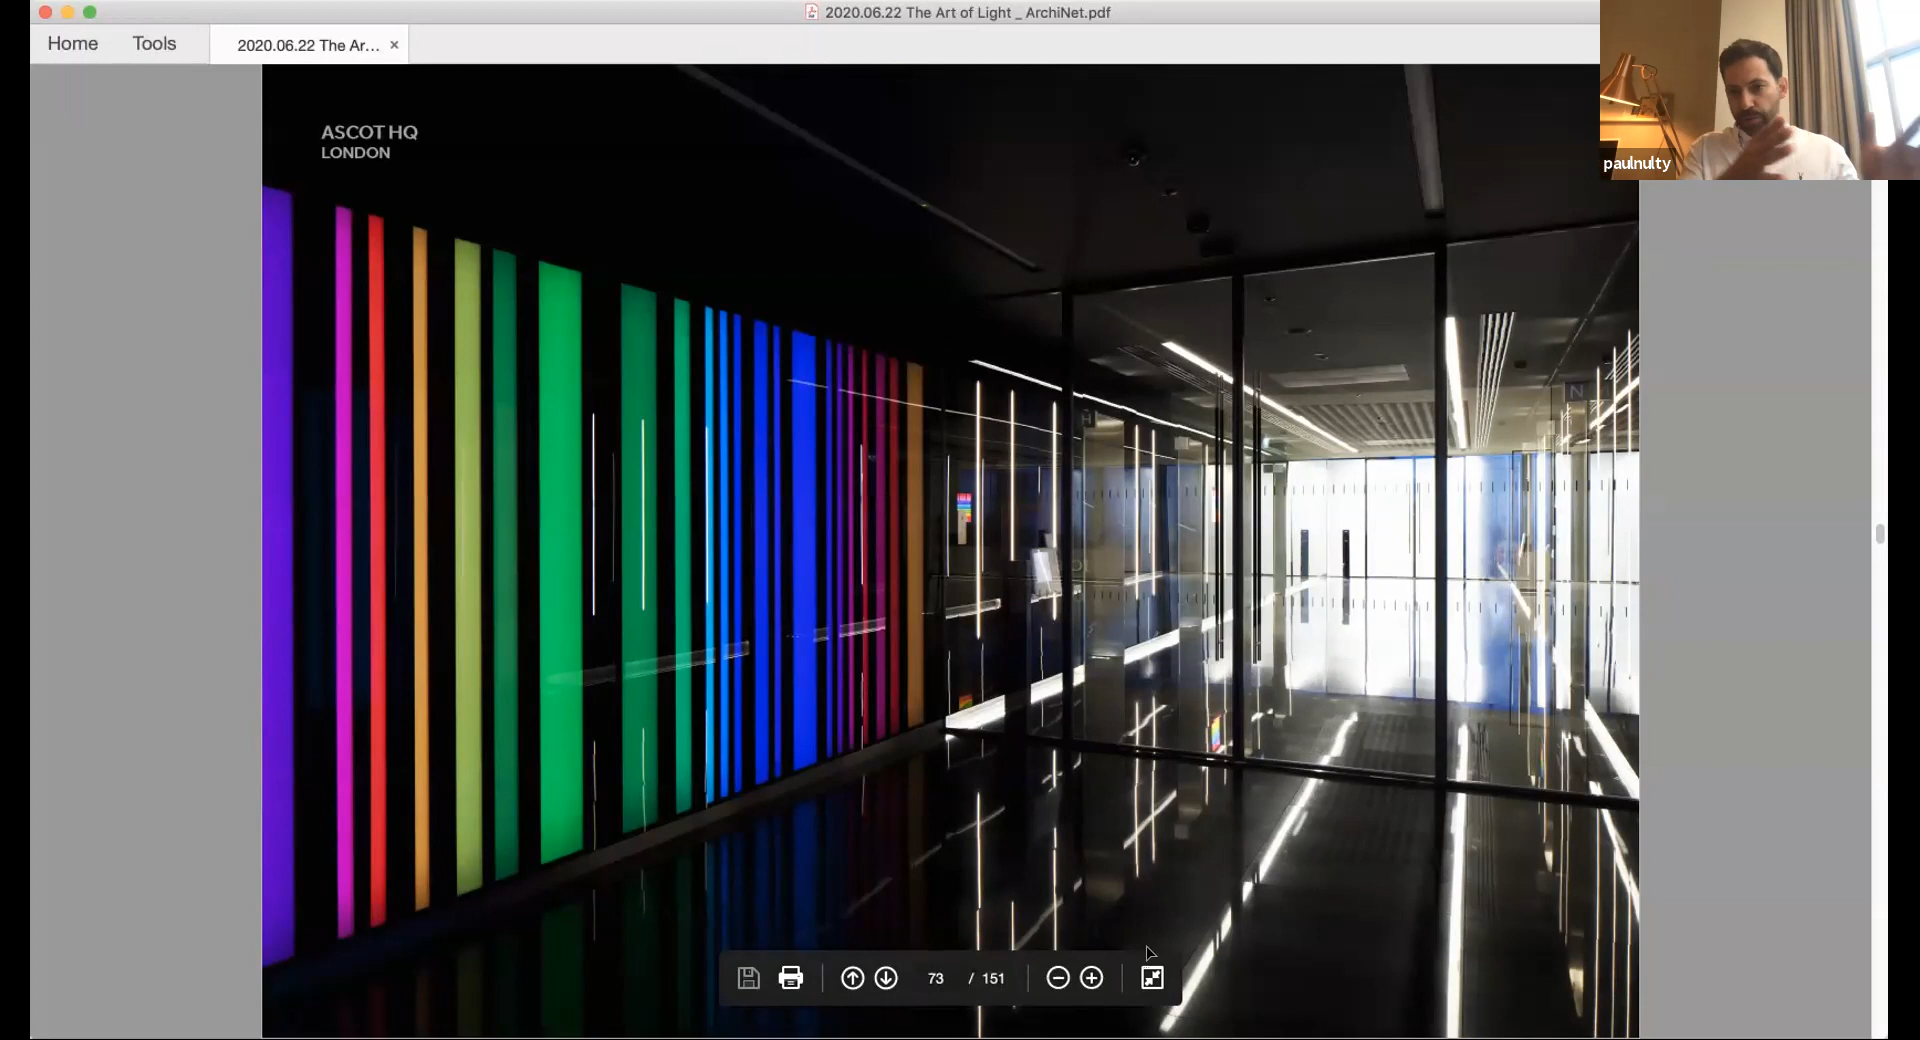 2020.06.22 The Art of Light _ ArchiNet.pdf
Home
Tools
2020.06.22 The Ar...
ASCOT HQ
LONDON
paulnulty
N
73 / 151